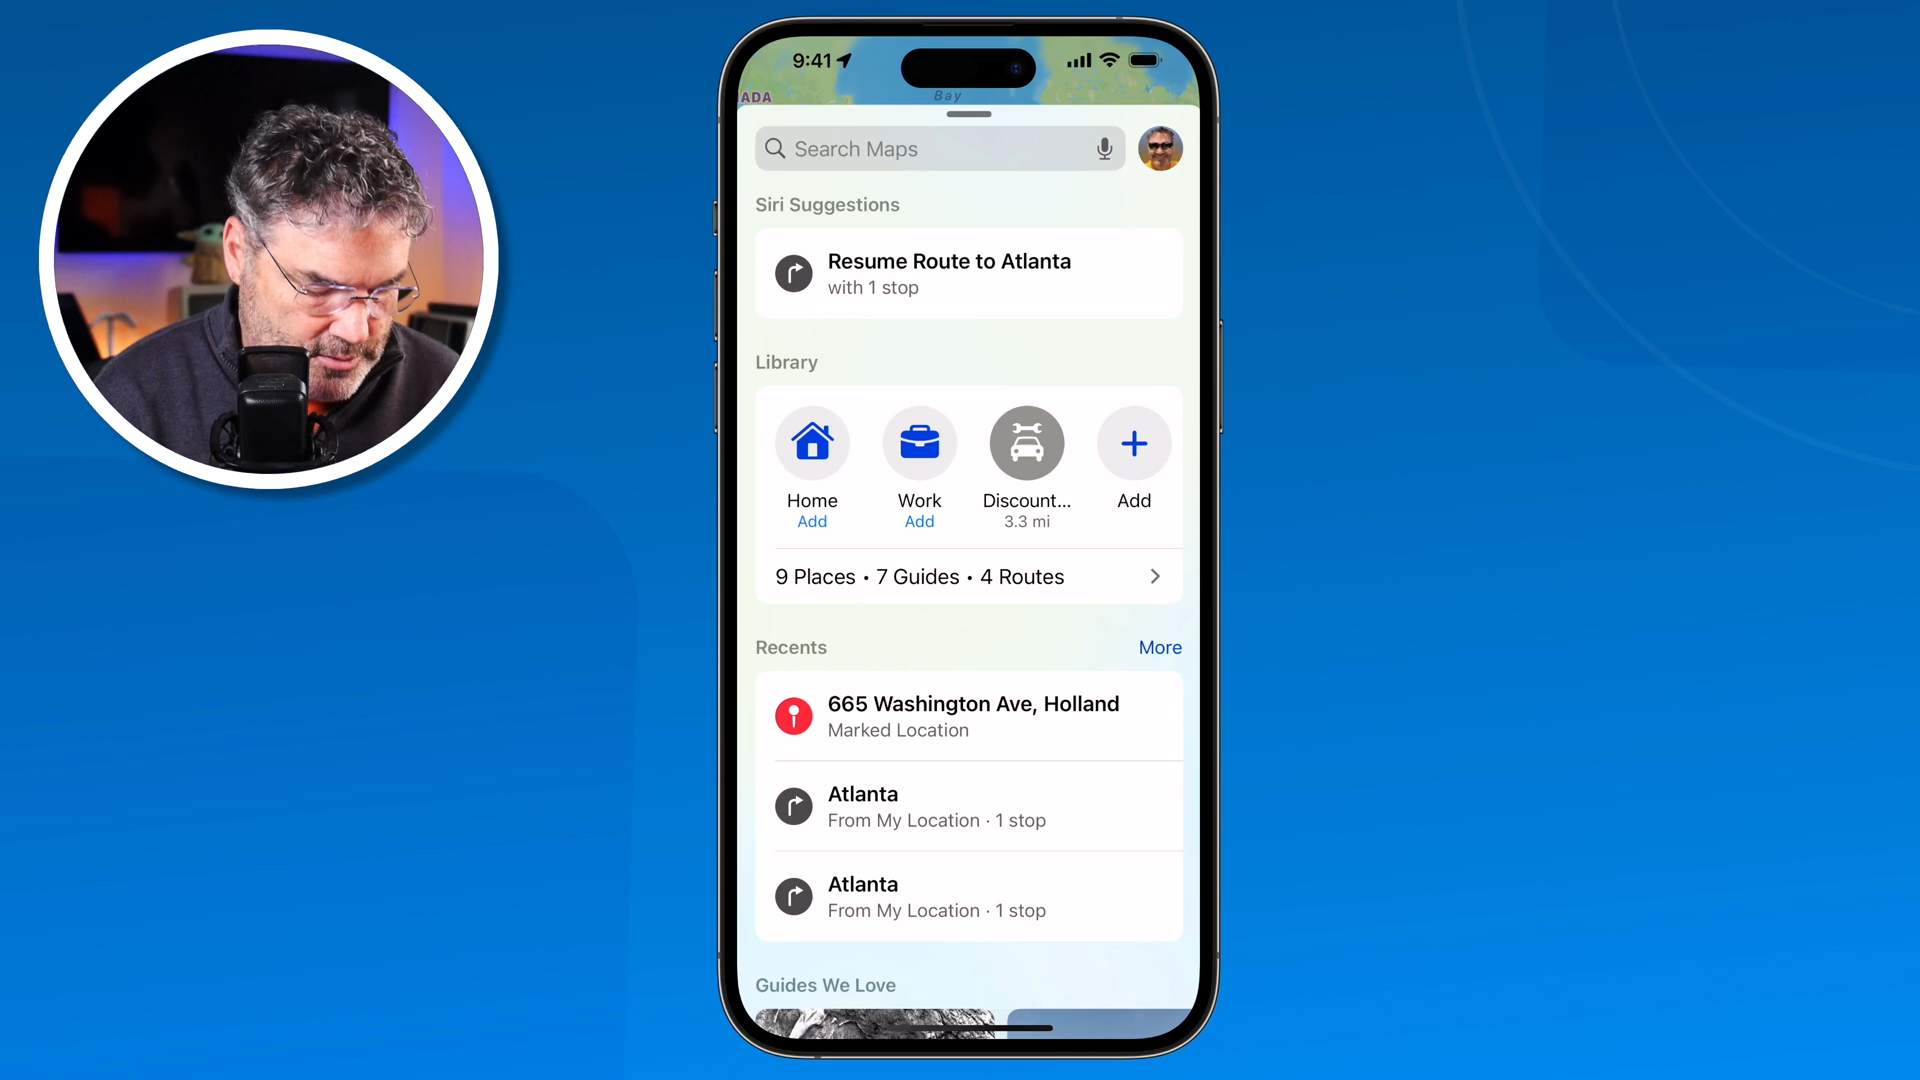 9:41
ADA
Bay
Search Maps
Siri Suggestions
Resume Route to Atlanta
with 1 stop
Library
Home
Add
Work
Add
Discount...
3.3 mi
Add
9 Places • 7 Guides • 4 Routes
Recents
More
665 Washington Ave, Holland
Marked Location
Atlanta
From My Location · 1 stop
Atlanta
From My Location · 1 stop
Guides We Love